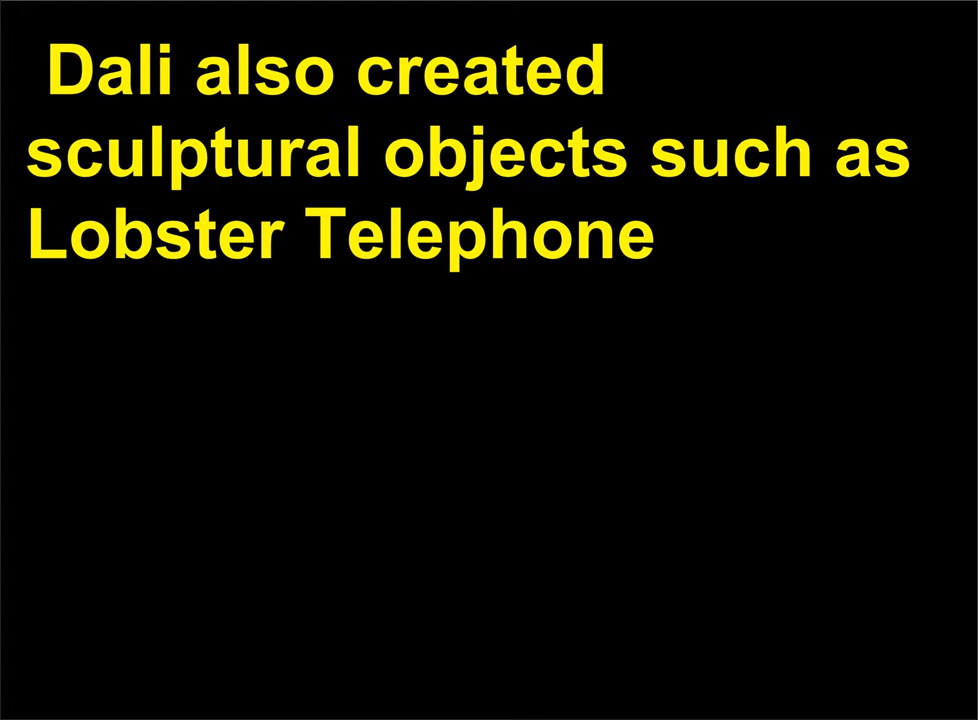 Dali also created
sculptural objects such as
Lobster Telephone